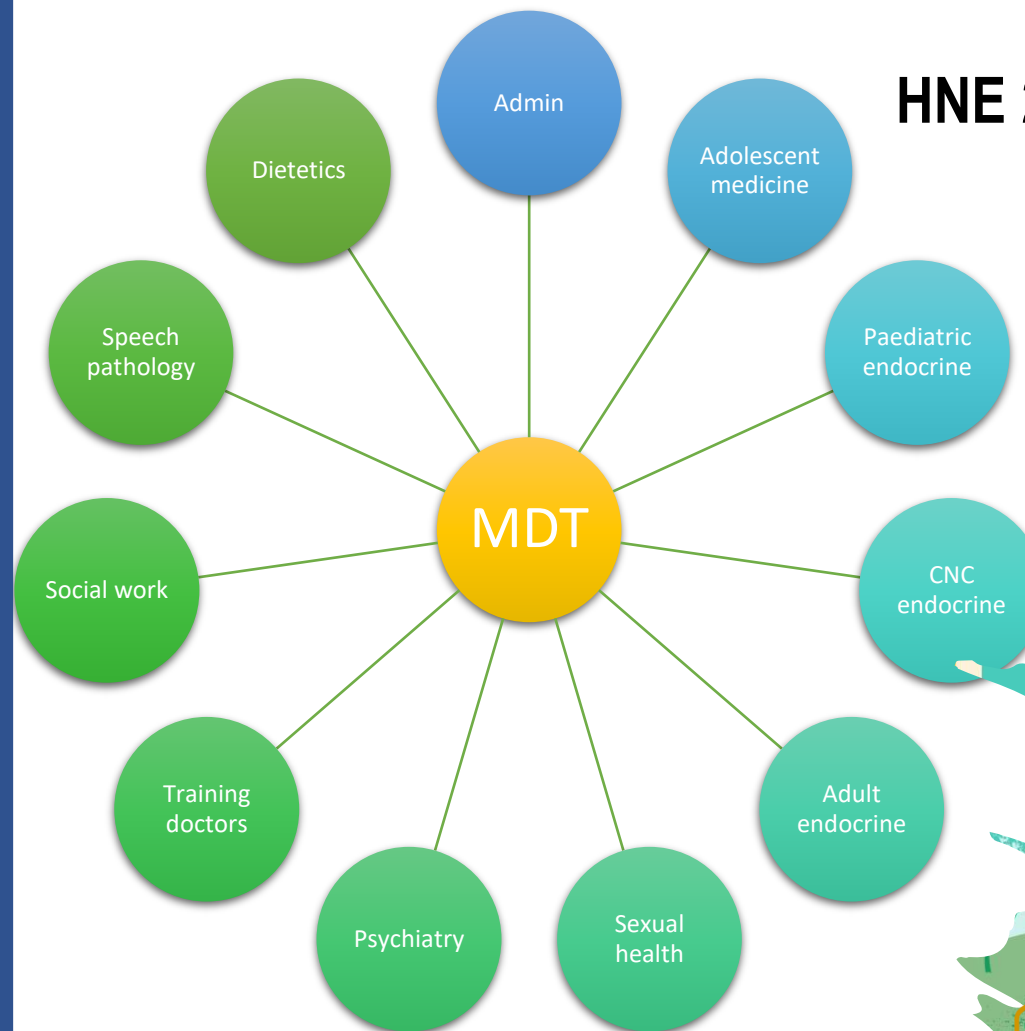 HNE
Admin
Adolescent
medicine
Paediatric
endocrine
CNC
endocrine
Adult
endocrine
Sexual
health
Psychiatry
Training
doctors
Social work
Speech
pathology
Dietetics
MDT